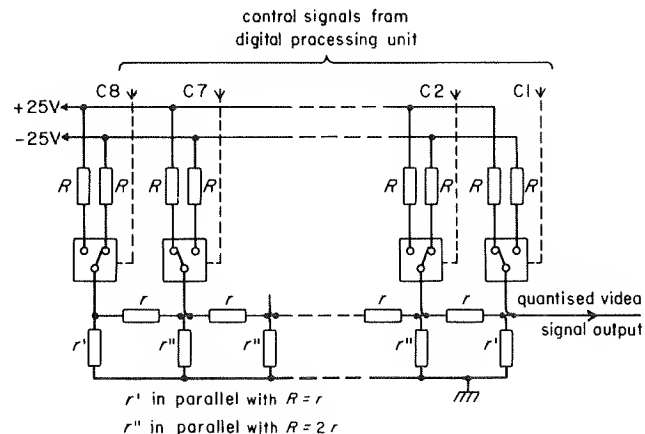 control signals fram
digital processing unit
C8 C7 C2 C1
+25V
-25V
R R R R R R R R
r r r r
quantised videa
signal output
r' r" r" r" r'
r' in parallel with R = r
r" in parallel with R = 2 r